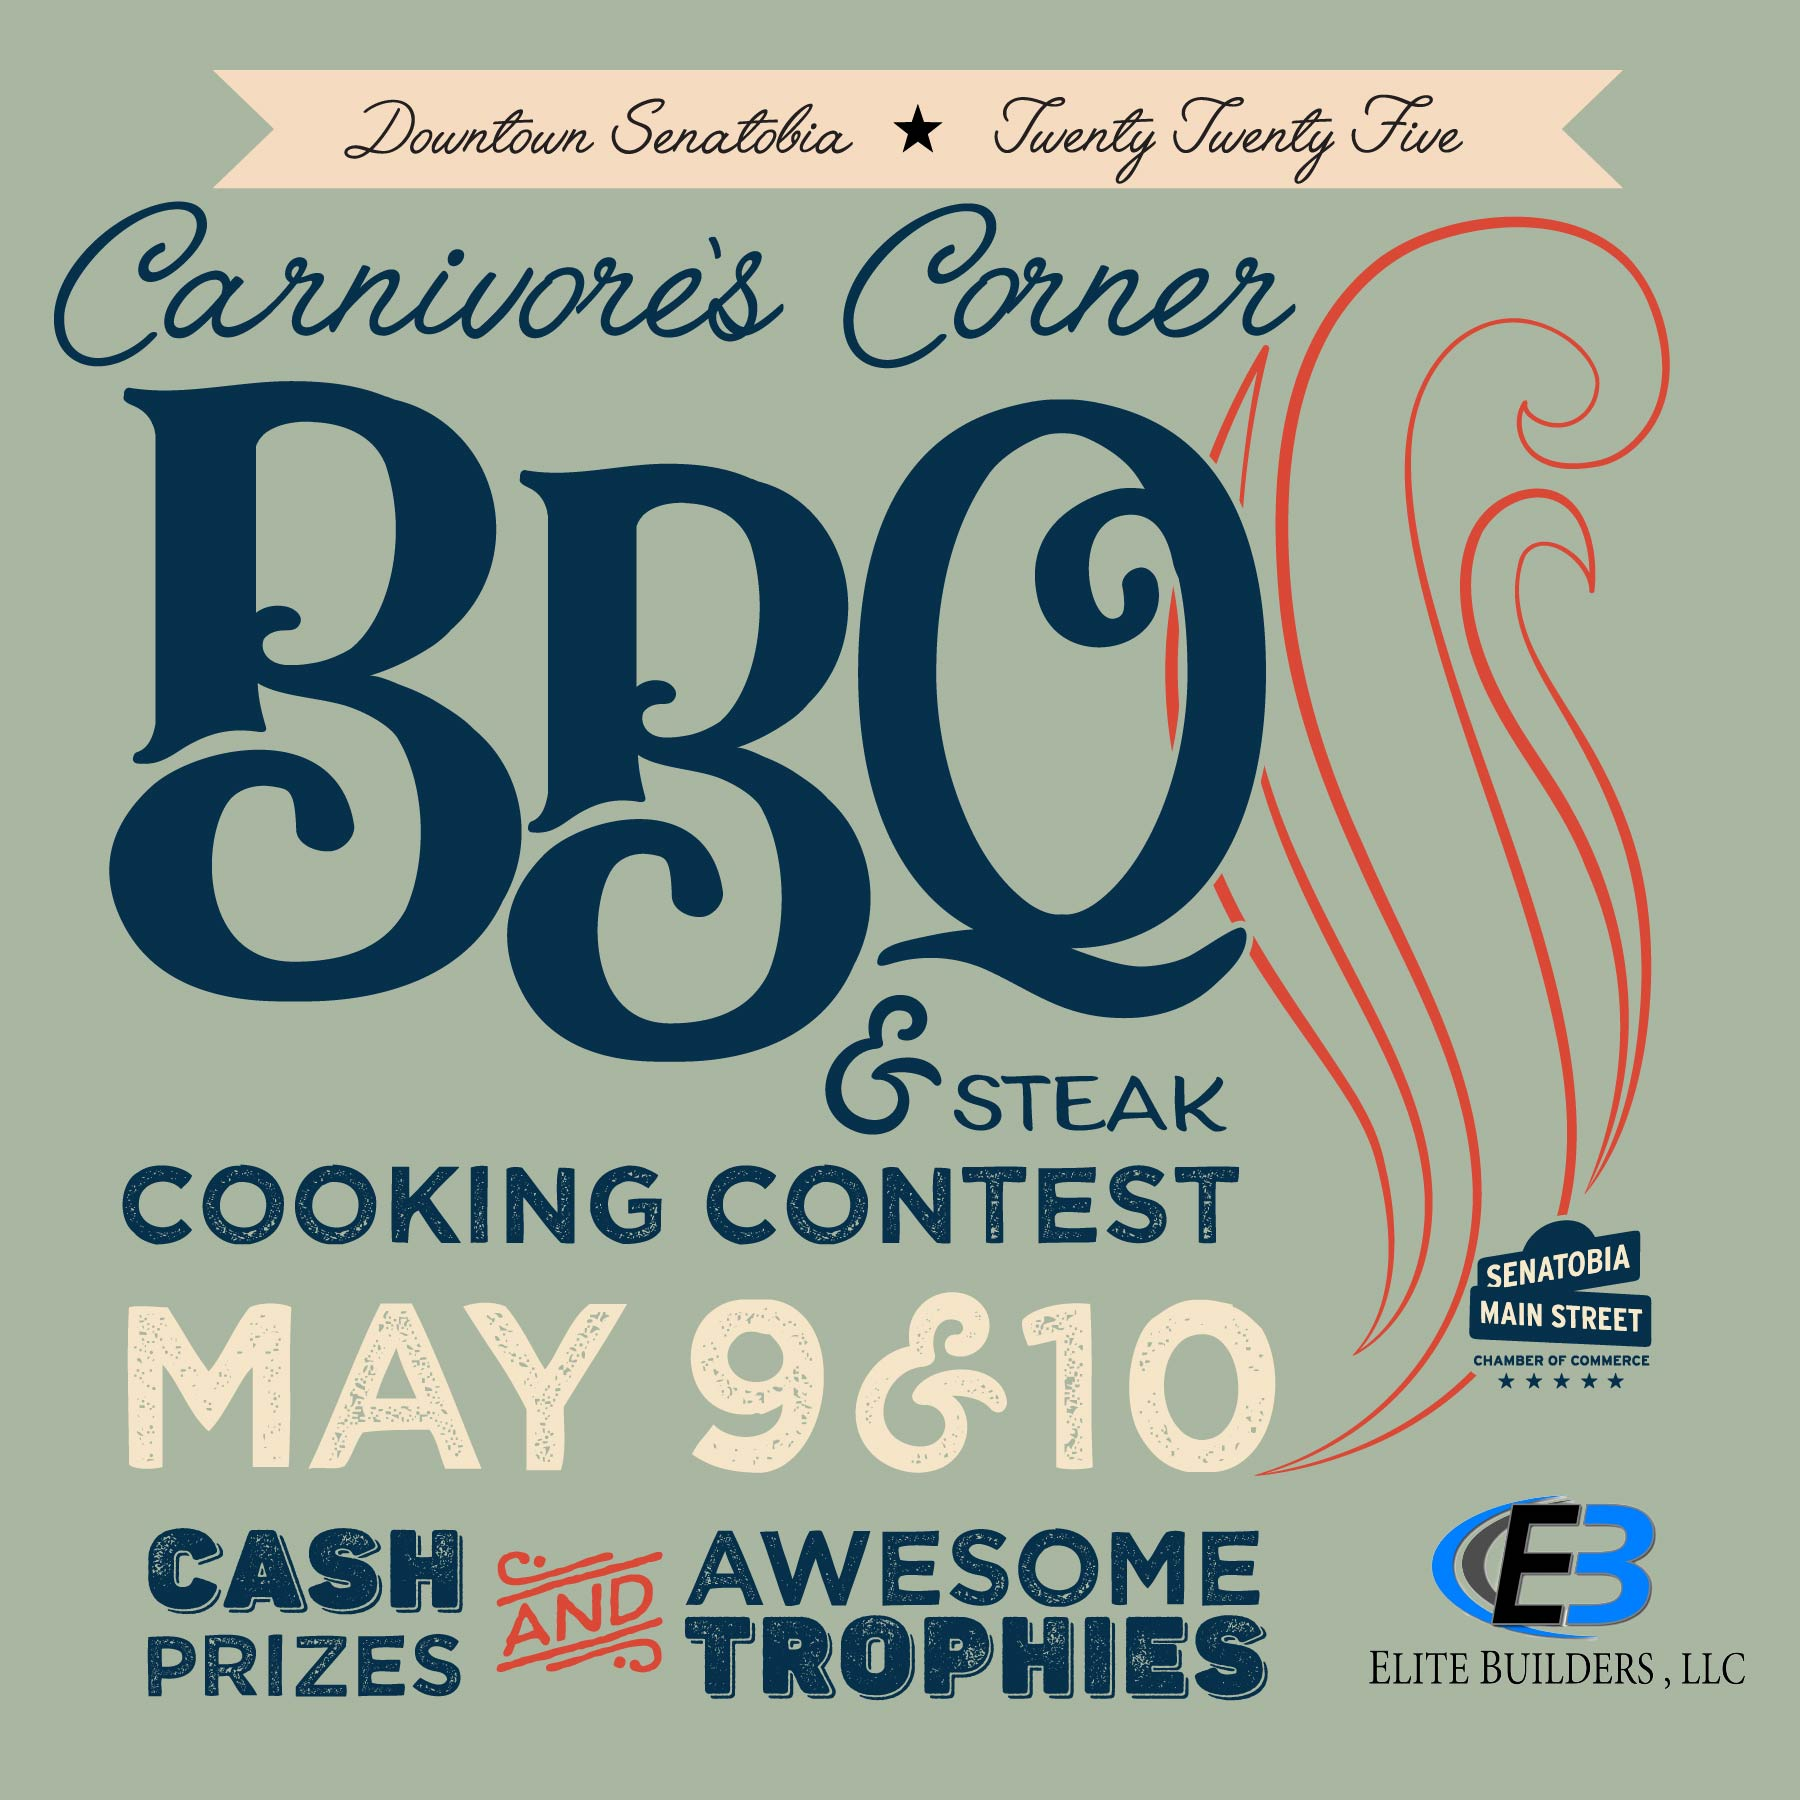 Downtown Senatobia ★ Twenty Twenty Five
Carnivore's Corner
BBQ
& STEAK
COOKING CONTEST
MAY 9&10
CASH
PRIZES
AND
AWESOME
TROPHIES
SENATOBIA
MAIN STREET
CHAMBER OF COMMERCE
★★★★★
EB
ELITE BUILDERS, LLC